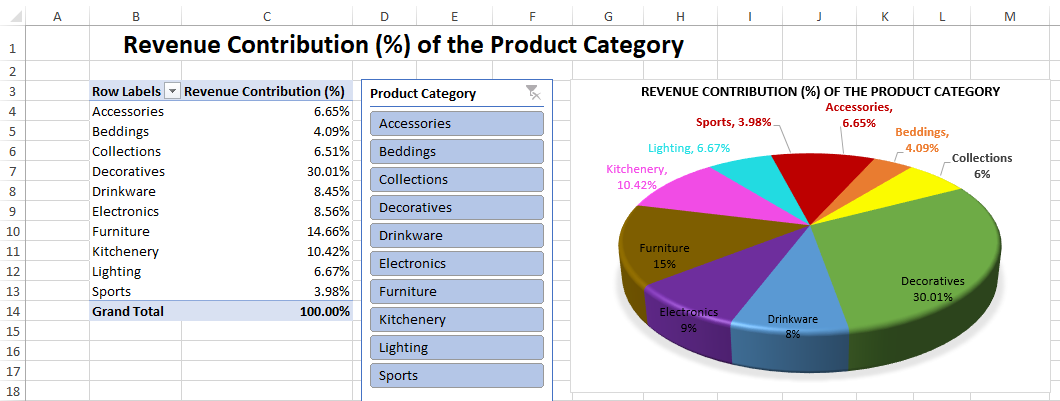 A B C D E F G H I J K L M
1 Revenue Contribution (%) of the Product Category
2
3 Row Labels Revenue Contribution (%)
4 Accessories 6.65%
5 Beddings 4.09%
6 Collections 6.51%
7 Decoratives 30.01%
8 Drinkware 8.45%
9 Electronics 8.56%
10 Furniture 14.66%
11 Kitchenery 10.42%
12 Lighting 6.67%
13 Sports 3.98%
14 Grand Total 100.00%
15
16
17
18
Product Category
Accessories
Beddings
Collections
Decoratives
Drinkware
Electronics
Furniture
Kitchenery
Lighting
Sports
REVENUE CONTRIBUTION (%) OF THE PRODUCT CATEGORY
Accessories,
6.65%
Sports, 3.98%
Beddings,
4.09%
Lighting, 6.67%
Collections
6%
Kitchenery,
10.42%
Furniture
15%
Decoratives
30.01%
Electronics
9%
Drinkware
8%